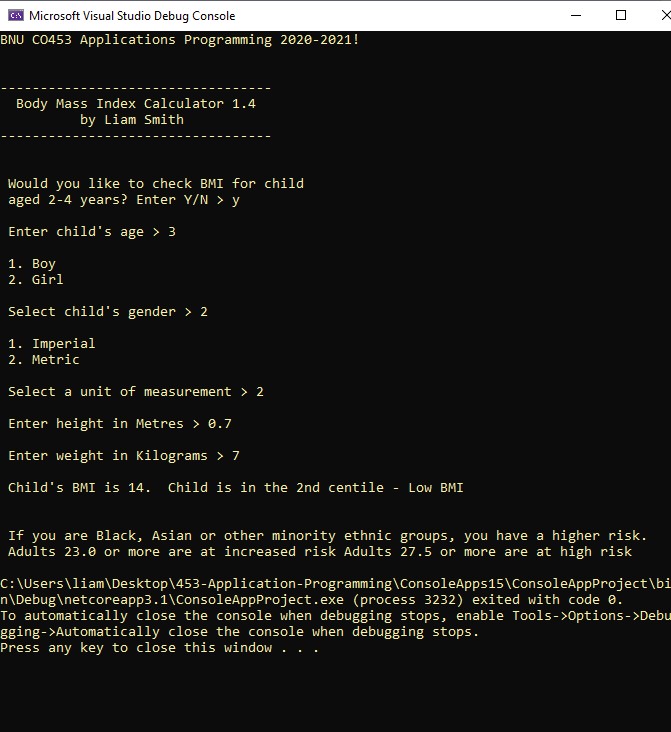 Microsoft Visual Studio Debug Console
BNU CO453 Applications Programming 2020-2021!
----------------------------------
Body Mass Index Calculator 1.4
by Liam Smith
----------------------------------
Would you like to check BMI for child
aged 2-4 years? Enter Y/N > y
Enter child's age > 3
1. Boy
2. Girl
Select child's gender > 2
1. Imperial
2. Metric
Select a unit of measurement > 2
Enter height in Metres > 0.7
Enter weight in Kilograms > 7
Child's BMI is 14.  Child is in the 2nd centile - Low BMI
If you are Black, Asian or other minority ethnic groups, you have a higher risk.
Adults 23.0 or more are at increased risk Adults 27.5 or more are at high risk
C:\Users\liam\Desktop\453-Application-Programming\ConsoleApps15\ConsoleAppProject\bi
n\Debug\netcoreapp3.1\ConsoleAppProject.exe (process 3232) exited with code 0.
To automatically close the console when debugging stops, enable Tools->Options->Debu
gging->Automatically close the console when debugging stops.
Press any key to close this window . . .